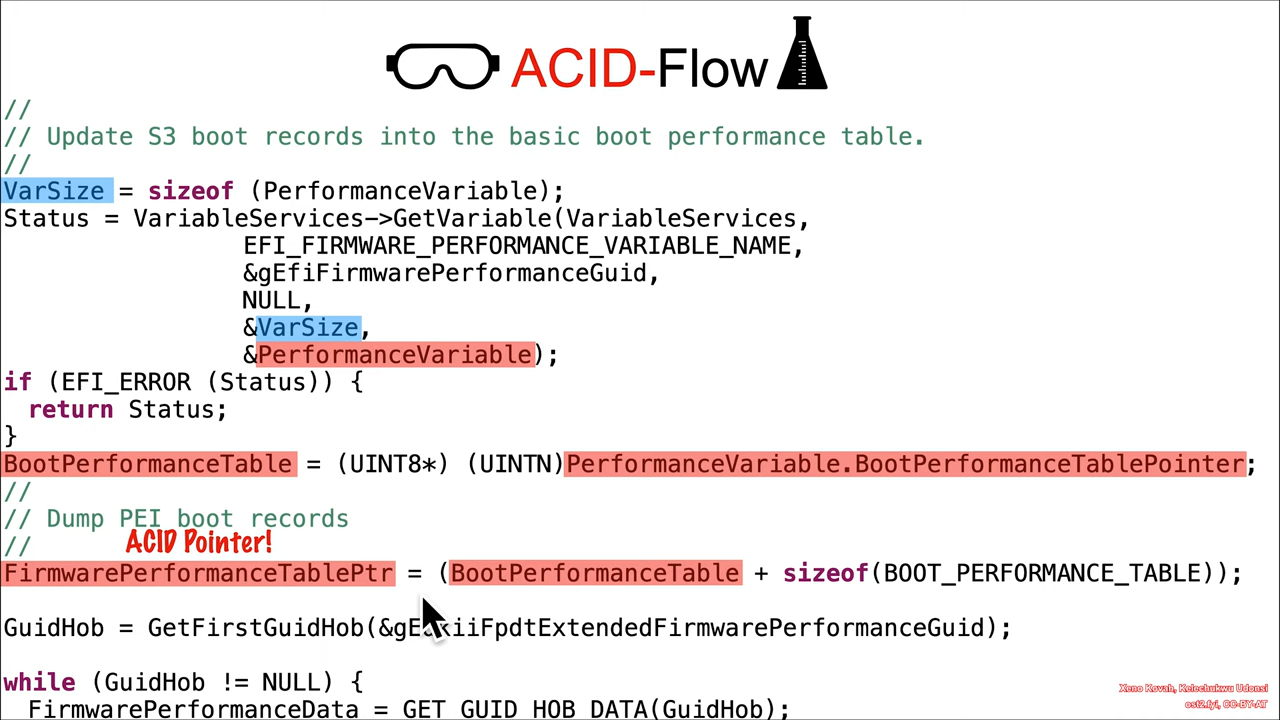 ACID-Flow
//
// Update S3 boot records into the basic boot performance table.
//
VarSize = sizeof (PerformanceVariable);
Status = VariableServices->GetVariable(VariableServices,
EFI_FIRMWARE_PERFORMANCE_VARIABLE_NAME,
&gEfiFirmwarePerformanceGuid,
NULL,
&VarSize,
&PerformanceVariable);
if (EFI_ERROR (Status)) {
return Status;
}
BootPerformanceTable = (UINT8*) (UINTN)PerformanceVariable.BootPerformanceTablePointer;
//
// Dump PEI boot records
//
ACID Pointer!
FirmwarePerformanceTablePtr = (BootPerformanceTable + sizeof(BOOT_PERFORMANCE_TABLE));
GuidHob = GetFirstGuidHob(&gEdkiiFpdtExtendedFirmwarePerformanceGuid);
while (GuidHob != NULL) {
FirmwarePerformanceData = GET_GUID_HOB_DATA(GuidHob);
Xeno Kovah, Kelechukwu Udonsi
ost2.fyi, CC-BY-AT